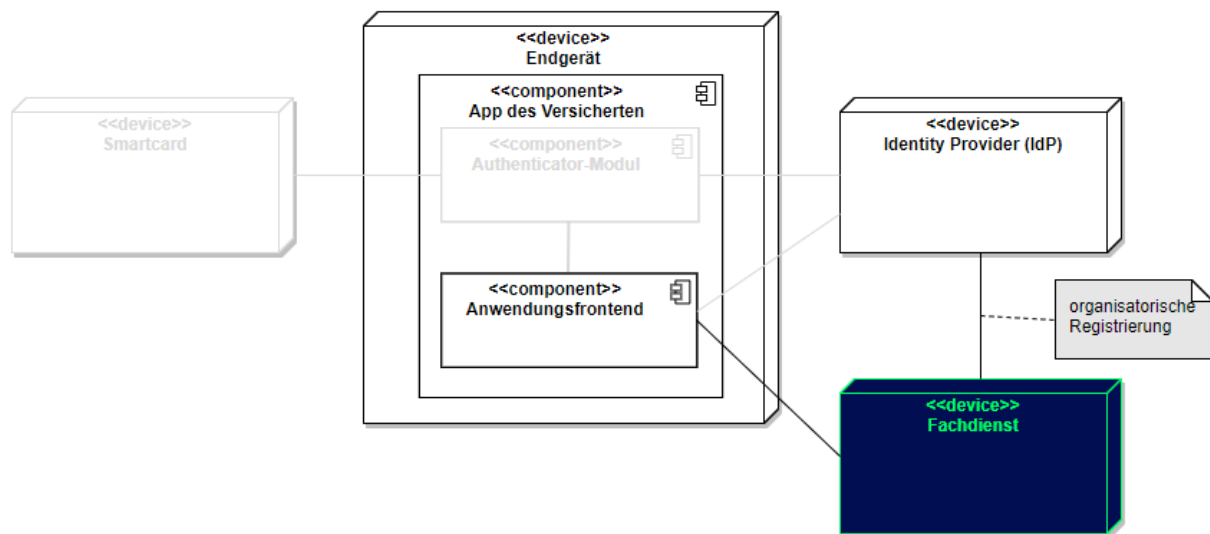 <<device>>
Endgerät
<<component>>
App des Versicherten
<<device>>
Smartcard
<<component>>
Authenticator-Modul
<<device>>
Identity Provider (IdP)
<<component>>
Anwendungsfrontend
organisatorische
Registrierung
<<device>>
Fachdienst